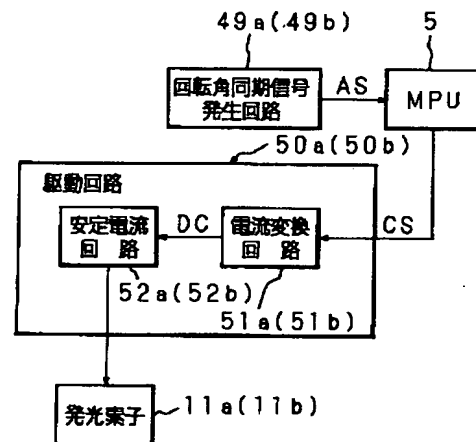 49a(49b)
5
回転角同期信号
発生回路
AS
MPU
50a(50b)
駆動回路
安定電流
回 路
DC
電流変換
回 路
CS
52a(52b)
51a(51b)
発光素子
11a(11b)